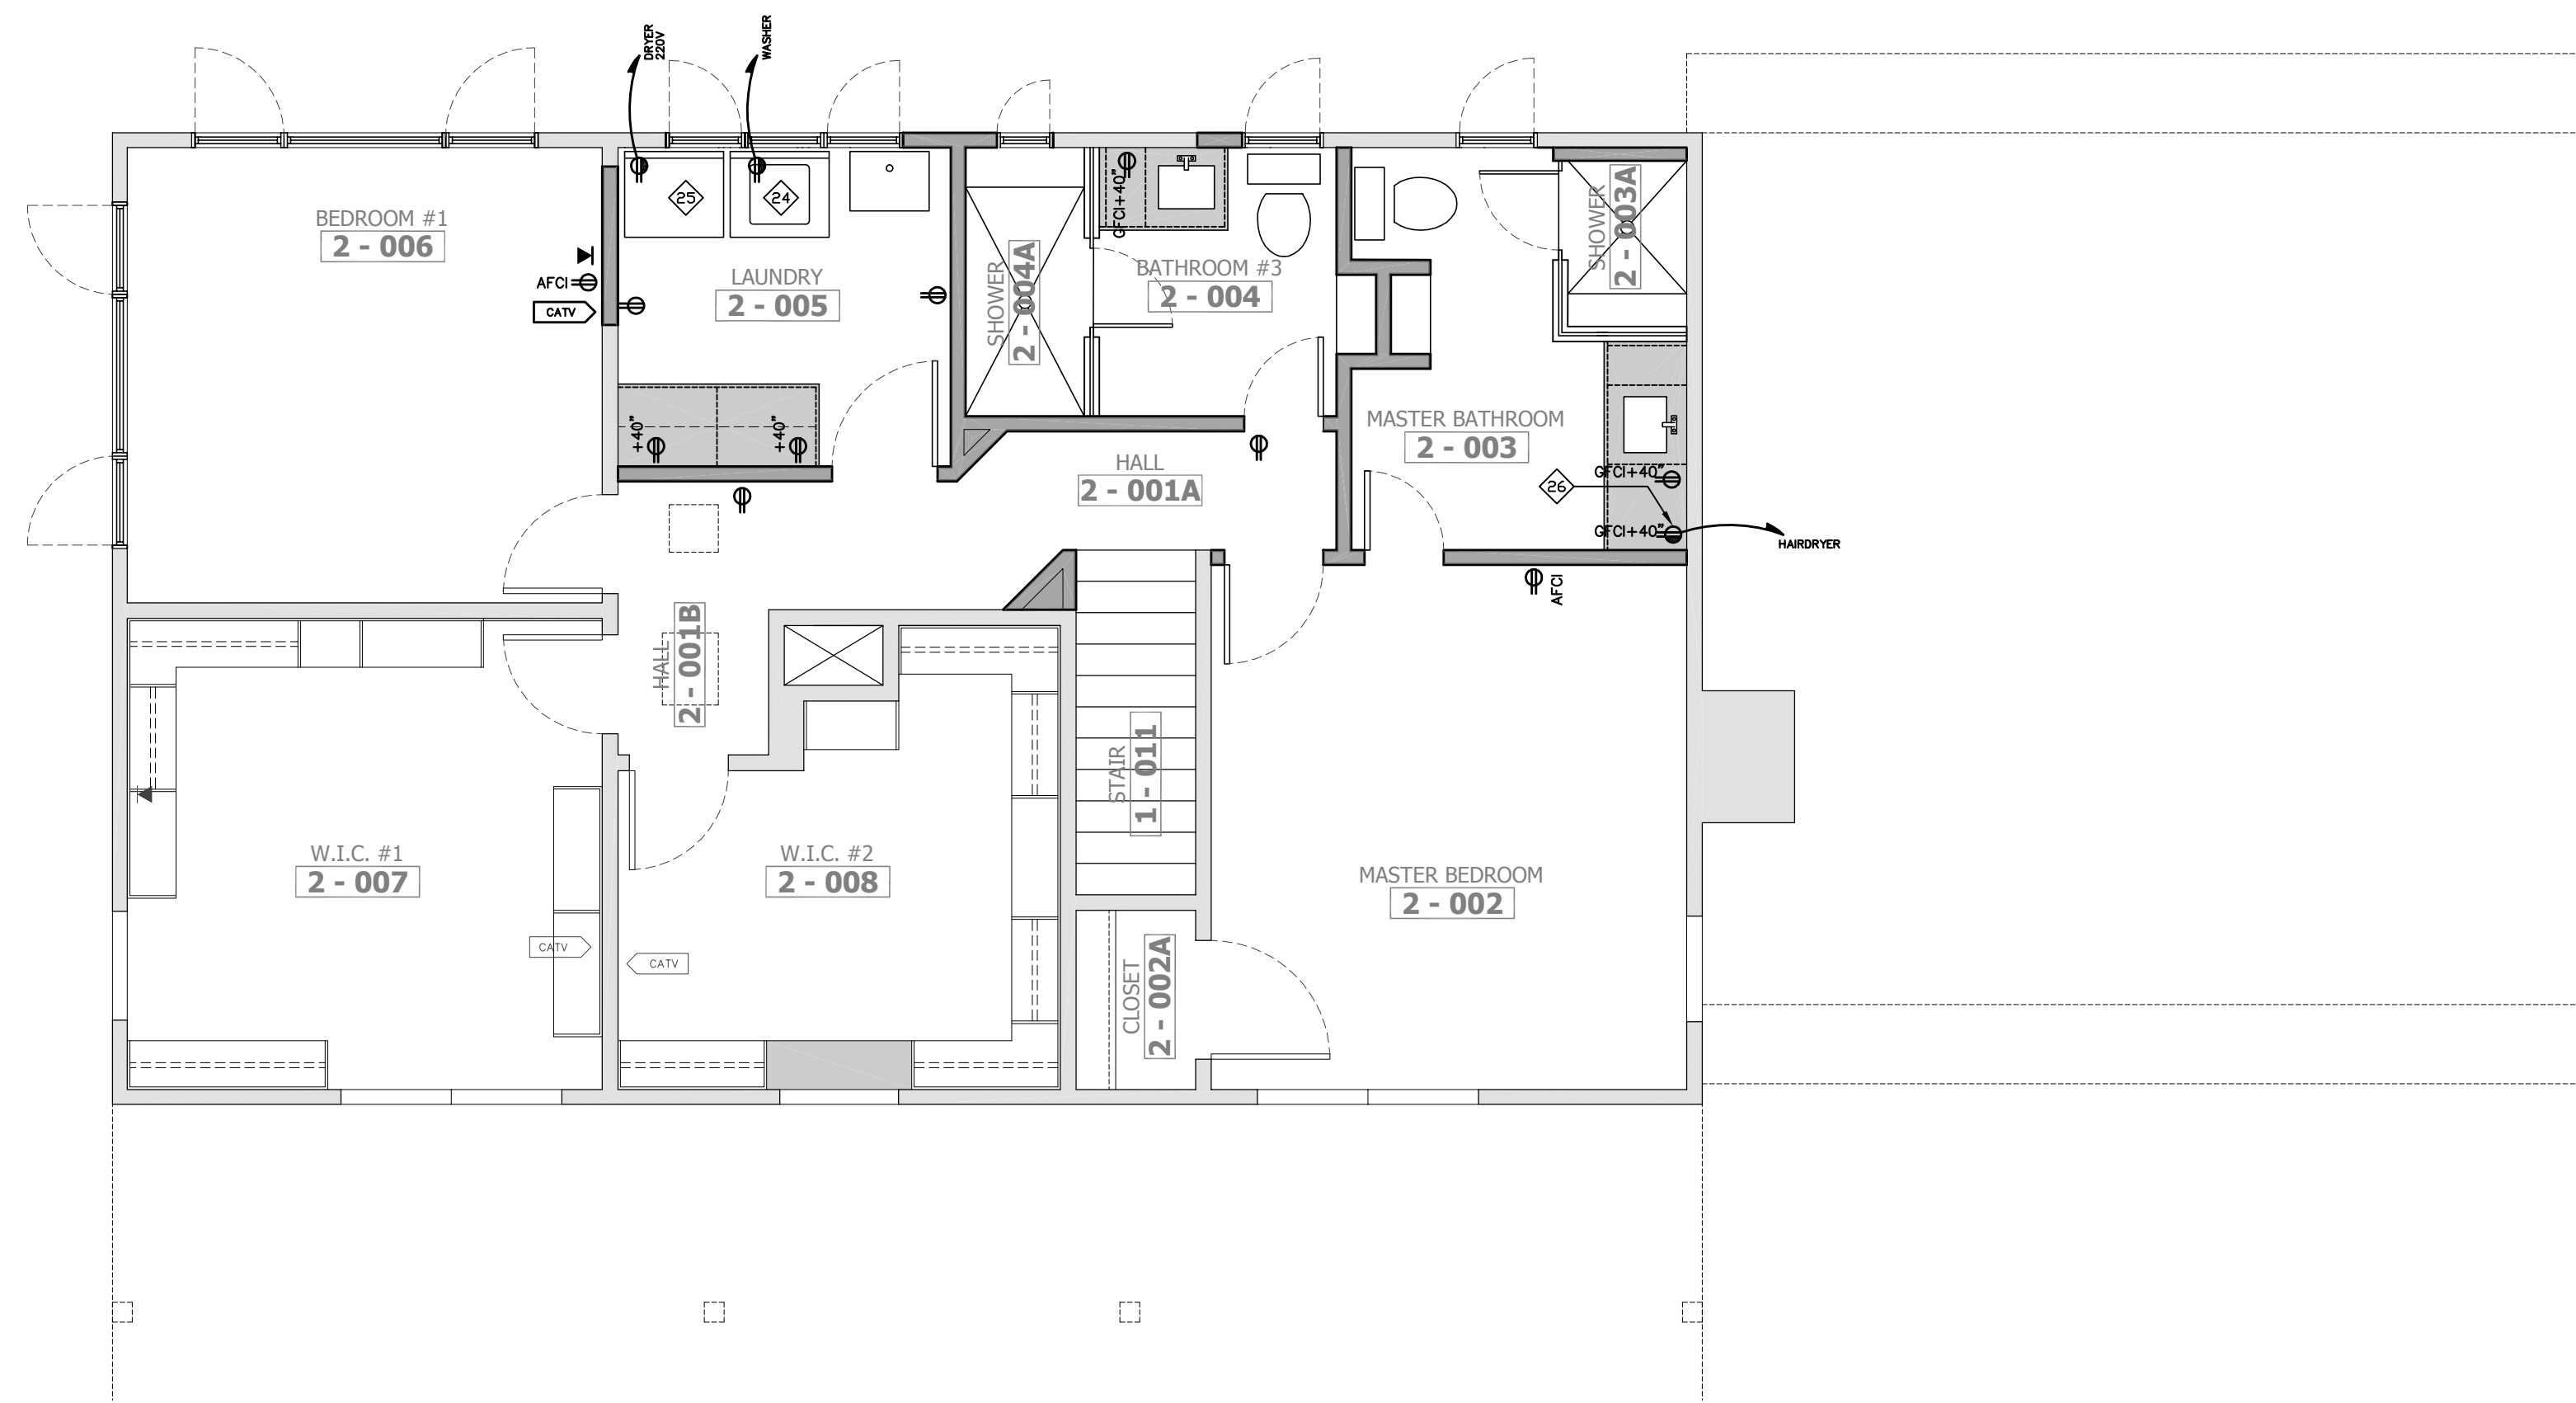 DRYER
220V
WASHER
BEDROOM #1
2 - 006
AFCI
CATV
25
24
LAUNDRY
2 - 005
+40"
+40"
SHOWER
2 - 004A
GFCI+40"
BATHROOM #3
2 - 004
SHOWER
2 - 003A
MASTER BATHROOM
2 - 003
GFCI+40"
26
GFCI+40"
HAIRDRYER
AFCI
HALL
2 - 001A
HALL
2 - 001B
STAIR
1 - 011
W.I.C. #1
2 - 007
CATV
W.I.C. #2
2 - 008
CATV
CLOSET
2 - 002A
MASTER BEDROOM
2 - 002